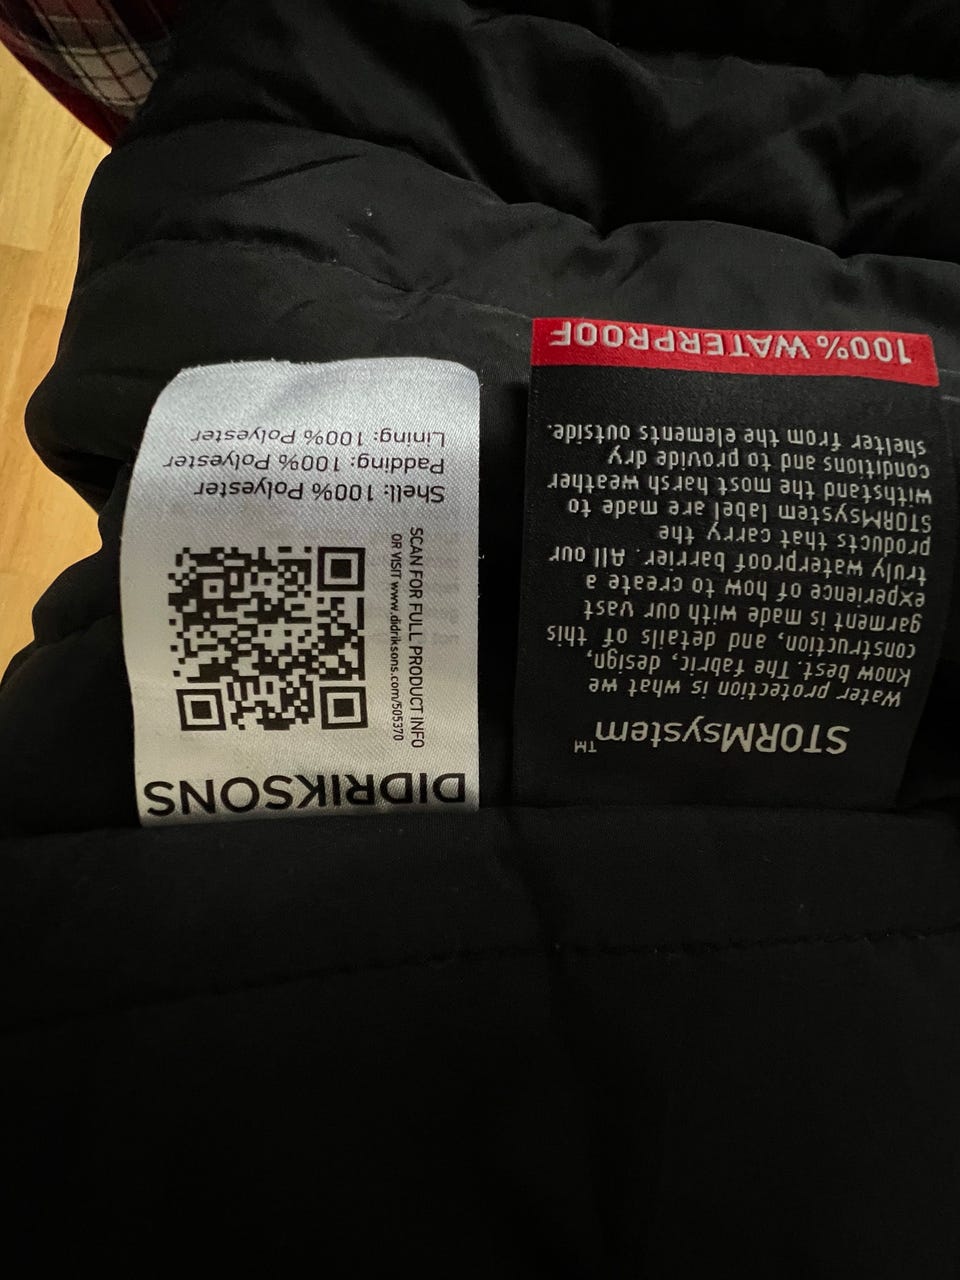 DIDRIKSONS
SCAN FOR FULL PRODUCT INFO
OR VISIT www.didriksons.com/505370
Shell: 100% Polyester
Padding: 100% Polyester
Lining: 100% Polyester
STORMsystem™
Water protection is what we
know best. The fabric, design,
construction, and details of this
garment is made with our vast
experience of how to create a
truly waterproof barrier. All our
products that carry the
STORMsystem label are made to
withstand the most harsh weather
conditions and to provide dry
shelter from the elements outside.
100% WATERPROOF